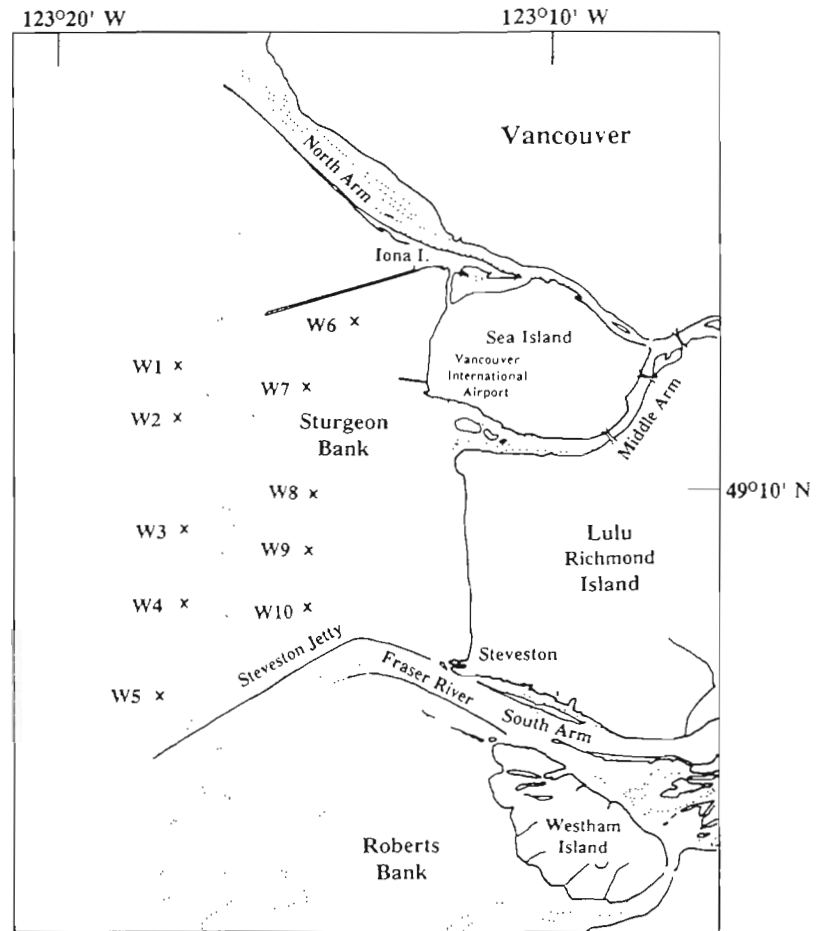 123°20' W
123°10' W
Vancouver
North Arm
Iona I.
W6 x
Sea Island
W1 x
Vancouver
International
Airport
W7 x
W2 x
Sturgeon
Bank
Middle Arm
W8 x
49°10' N
W3 x
Lulu
Richmond
Island
W9 x
W4 x
W10 x
Steveston Jetty
Steveston
Fraser River
W5 x
South Arm
Westham
Island
Roberts
Bank